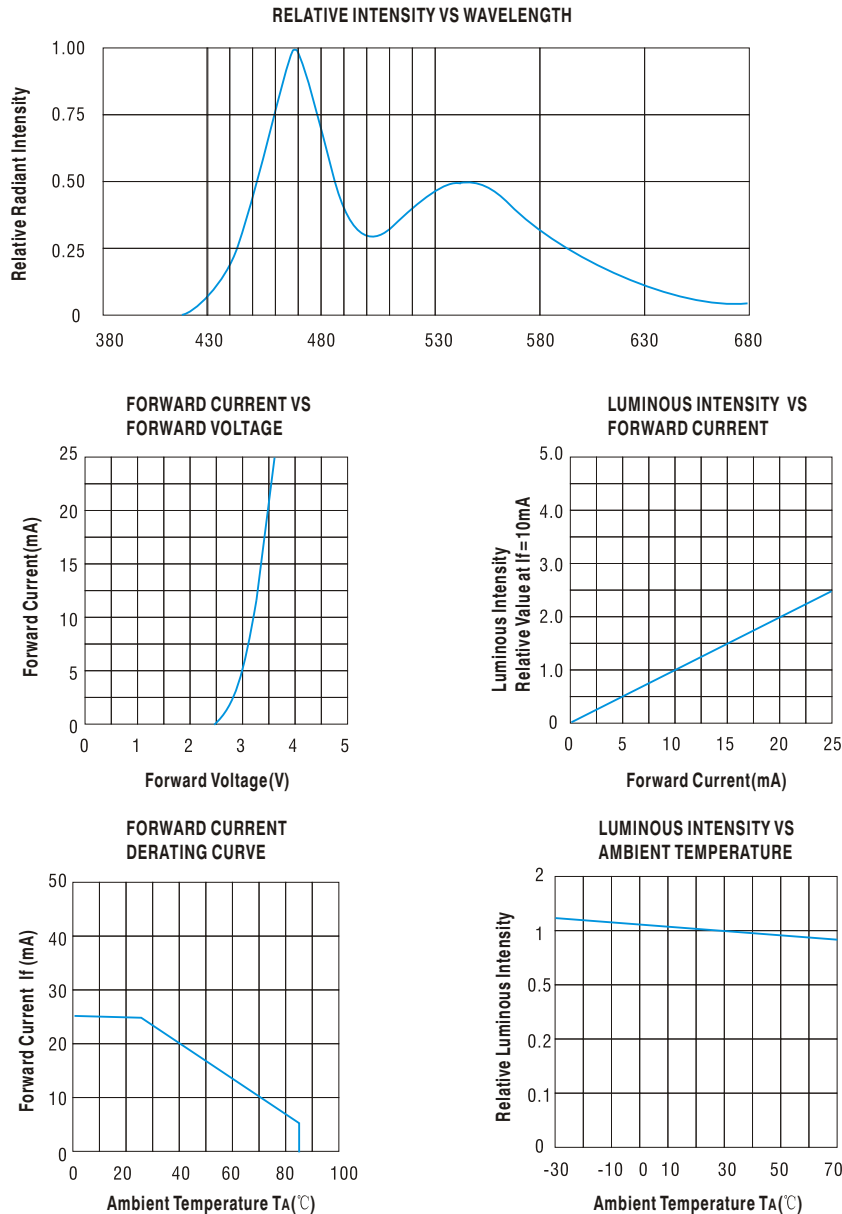 RELATIVE INTENSITY VS WAVELENGTH
Relative Radiant Intensity
1.00
0.75
0.50
0.25
0
380 430 480 530 580 630 680
FORWARD CURRENT VS
FORWARD VOLTAGE
Forward Current(mA)
25
20
15
10
5
0
0 1 2 3 4 5
Forward Voltage(V)
LUMINOUS INTENSITY VS
FORWARD CURRENT
Luminous Intensity
Relative Value at If=10mA
5.0
4.0
3.0
2.0
1.0
0
0 5 10 15 20 25
Forward Current(mA)
FORWARD CURRENT
DERATING CURVE
Forward Current If (mA)
50
40
30
20
10
0
0 20 40 60 80 100
Ambient Temperature TA(℃)
LUMINOUS INTENSITY VS
AMBIENT TEMPERATURE
Relative Luminous Intensity
2
1
0.5
0.2
0.1
0
-30 -10 0 10 30 50 70
Ambient Temperature TA(℃)